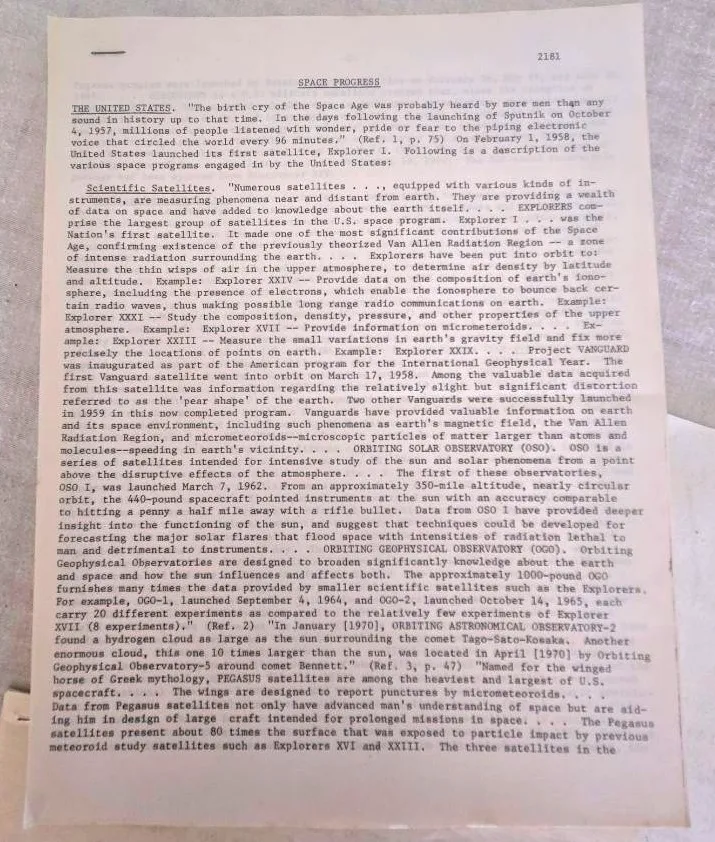 2181
SPACE PROGRESS
THE UNITED STATES. "The birth cry of the Space Age was probably heard by more men than any
sound in history up to that time. In the days following the launching of Sputnik on October
4, 1957, millions of people listened with wonder, pride or fear to the piping electronic
voice that circled the world every 96 minutes." (Ref. 1, p. 75) On February 1, 1958, the
United States launched its first satellite, Explorer I. Following is a description of the
various space programs engaged in by the United States:
Scientific Satellites. "Numerous satellites . . ., equipped with various kinds of in-
struments, are measuring phenomena near and distant from earth. They are providing a wealth
of data on space and have added to knowledge about the earth itself. . . . EXPLORERS com-
prise the largest group of satellites in the U.S. space program. Explorer I . . . was the
Nation's first satellite. It made one of the most significant contributions of the Space
Age, confirming existence of the previously theorized Van Allen Radiation Region -- a zone
of intense radiation surrounding the earth. . . . Explorers have been put into orbit to:
Measure the thin wisps of air in the upper atmosphere, to determine air density by latitude
and altitude. Example: Explorer XXIV -- Provide data on the composition of earth's iono-
sphere, including the presence of electrons, which enable the ionosphere to bounce back cer-
tain radio waves, thus making possible long range radio communications on earth. Example:
Explorer XXXI -- Study the composition, density, pressure, and other properties of the upper
atmosphere. Example: Explorer XVII -- Provide information on micrometeroids. . . . Ex-
ample: Explorer XXIII -- Measure the small variations in earth's gravity field and fix more
precisely the locations of points on earth. Example: Explorer XXIX. . . . Project VANGUARD
was inaugurated as part of the American program for the International Geophysical Year. The
first Vanguard satellite went into orbit on March 17, 1958. Among the valuable data acquired
from this satellite was information regarding the relatively slight but significant distortion
referred to as the 'pear shape' of the earth. Two other Vanguards were successfully launched
in 1959 in this now completed program. Vanguards have provided valuable information on earth
and its space environment, including such phenomena as earth's magnetic field, the Van Allen
Radiation Region, and micrometeroids--microscopic particles of matter larger than atoms and
molecules--speeding in earth's vicinity. . . . ORBITING SOLAR OBSERVATORY (OSO). OSO is a
series of satellites intended for intensive study of the sun and solar phenomena from a point
above the disruptive effects of the atmosphere. . . . The first of these observatories,
OSO I, was launched March 7, 1962. From an approximately 350-mile altitude, nearly circular
orbit, the 440-pound spacecraft pointed instruments at the sun with an accuracy comparable
to hitting a penny a half mile away with a rifle bullet. Data from OSO I have provided deeper
insight into the functioning of the sun, and suggest that techniques could be developed for
forecasting the major solar flares that flood space with intensities of radiation lethal to
man and detrimental to instruments. . . . ORBITING GEOPHYSICAL OBSERVATORY (OGO). Orbiting
Geophysical Observatories are designed to broaden significantly knowledge about the earth
and space and how the sun influences and affects both. The approximately 1000-pound OGO
furnishes many times the data provided by smaller scientific satellites such as the Explorers.
For example, OGO-1, launched September 4, 1964, and OGO-2, launched October 14, 1965, each
carry 20 different experiments as compared to the relatively few experiments of Explorer
XVII (8 experiments)." (Ref. 2) "In January [1970], ORBITING ASTRONOMICAL OBSERVATORY-2
found a hydrogen cloud as large as the sun surrounding the comet Tago-Sato-Kosaka. Another
enormous cloud, this one 10 times larger than the sun, was located in April [1970] by Orbiting
Geophysical Observatory-5 around comet Bennett." (Ref. 3, p. 47) "Named for the winged
horse of Greek mythology, PEGASUS satellites are among the heaviest and largest of U.S.
spacecraft. . . . The wings are designed to report punctures by micrometeroids. . . .
Data from Pegasus satellites not only have advanced man's understanding of space but are aid-
ing him in design of large craft intended for prolonged missions in space. . . . The Pegasus
satellites present about 80 times the surface that was exposed to particle impact by previous
meteoroid study satellites such as Explorers XVI and XXIII. The three satellites in the